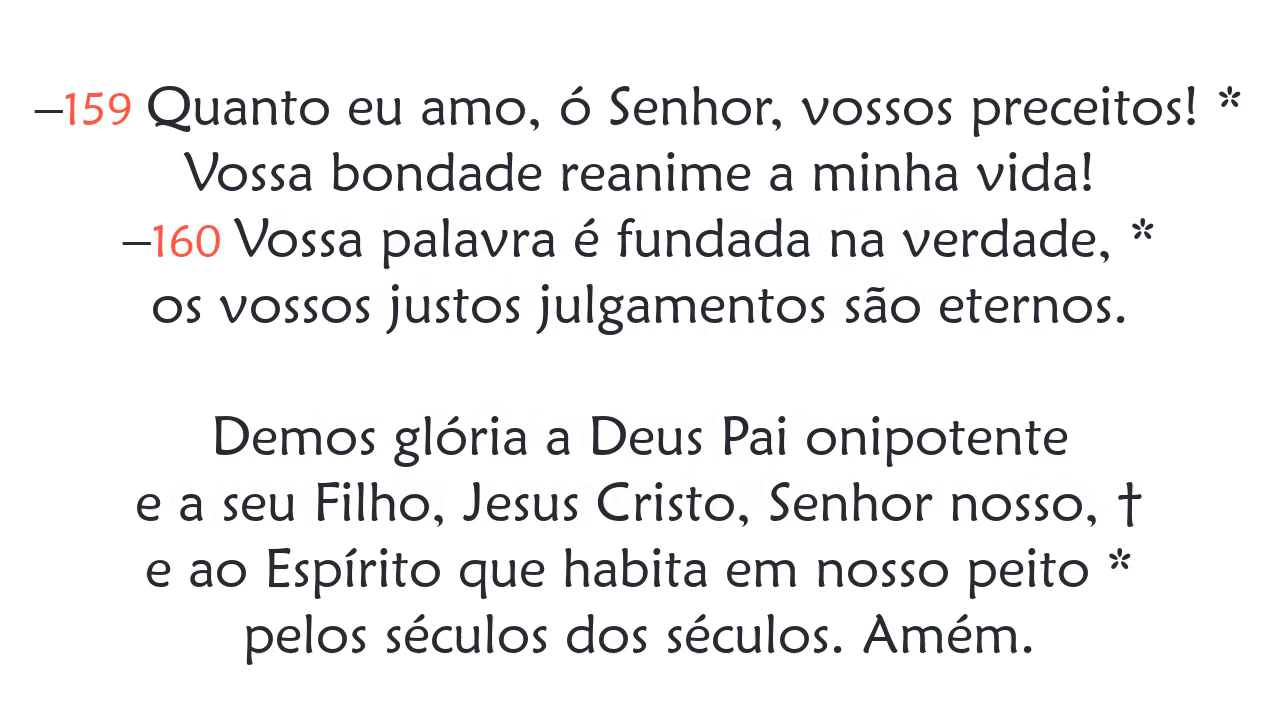 –159 Quanto eu amo, ó Senhor, vossos preceitos! *
Vossa bondade reanime a minha vida!
–160 Vossa palavra é fundada na verdade, *
os vossos justos julgamentos são eternos.
Demos glória a Deus Pai onipotente
e a seu Filho, Jesus Cristo, Senhor nosso, †
e ao Espírito que habita em nosso peito *
pelos séculos dos séculos. Amém.